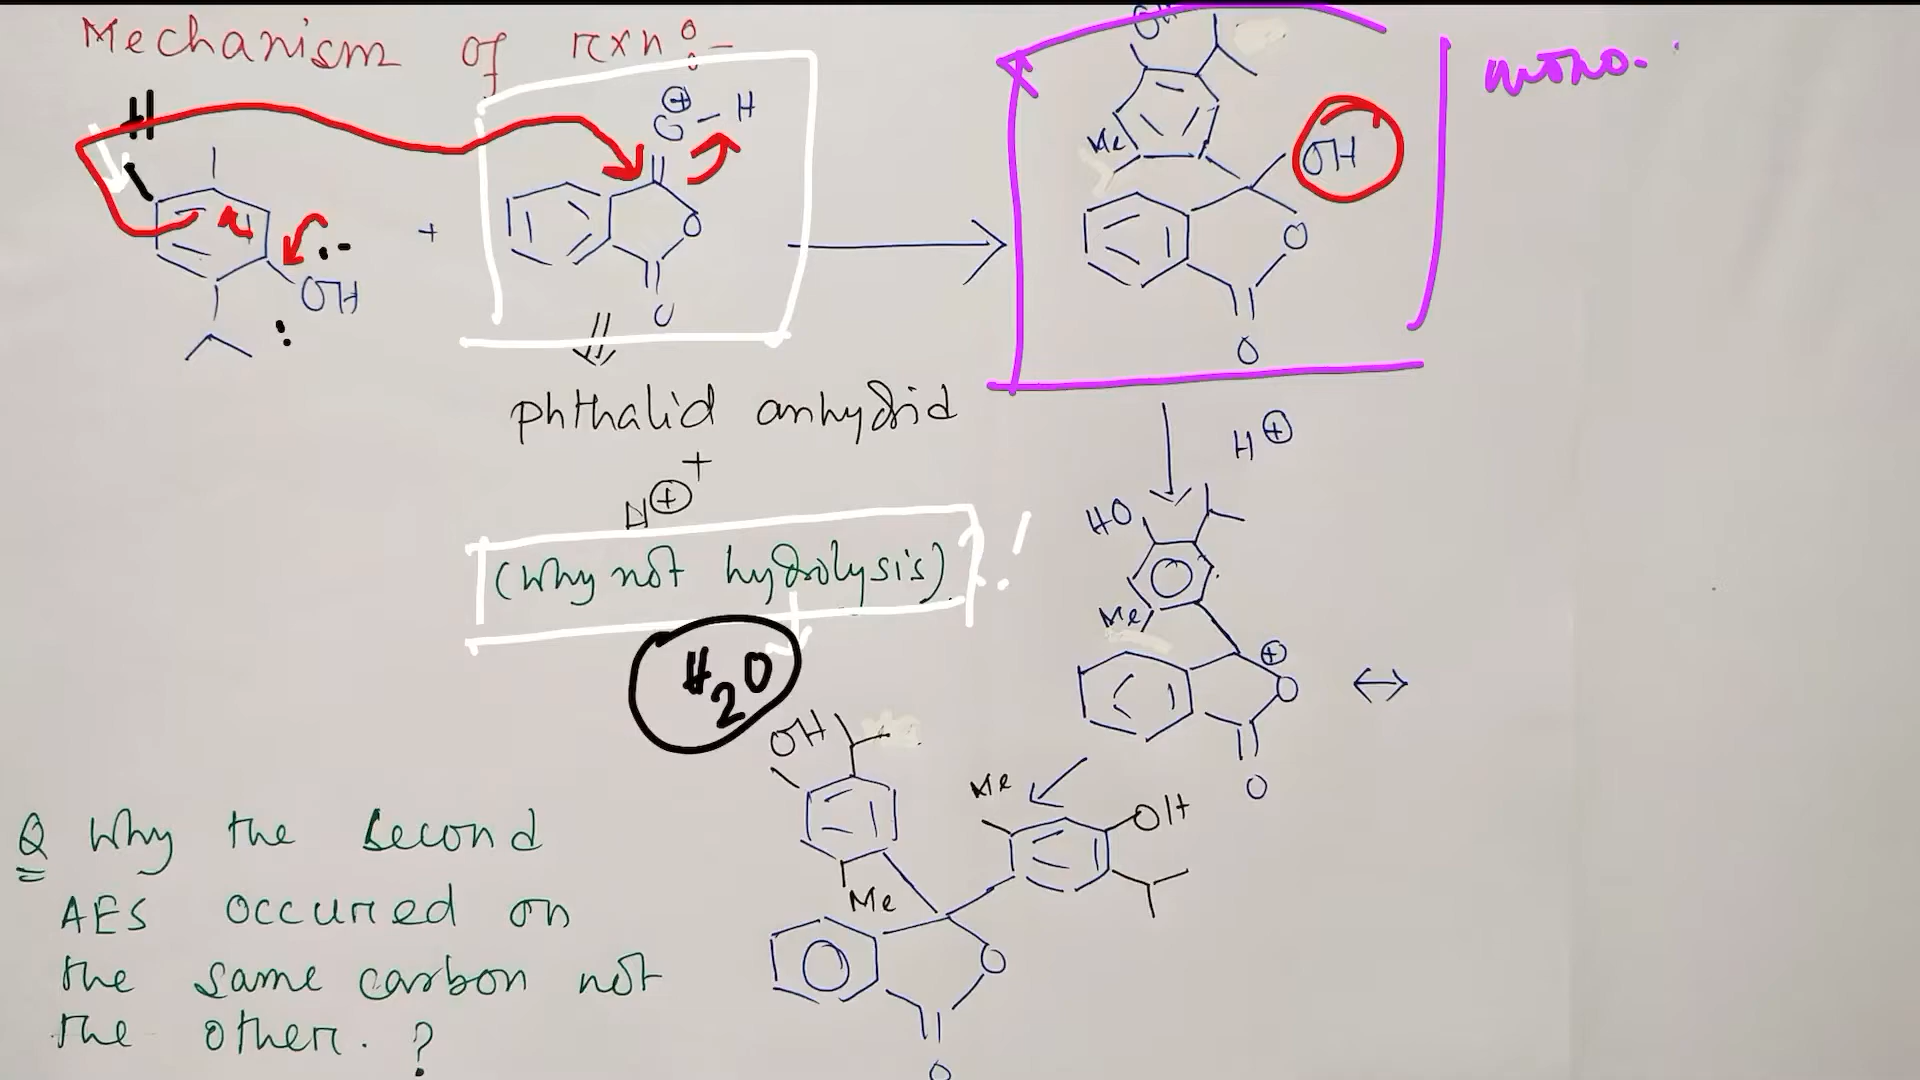 Mechanism of rxn:-
H
⊕
O - H
OH
+
O
O
OH
Me
OH
O
O
mono.
phthalid anhydrid
+
H⊕
(Why not hydrolysis) ?!
H2O
H⊕
HO
Me
⊕
O
O
OH
Me
OH
Me
O
O
Q Why the second
AES occurred on
the same carbon not
the other. ?